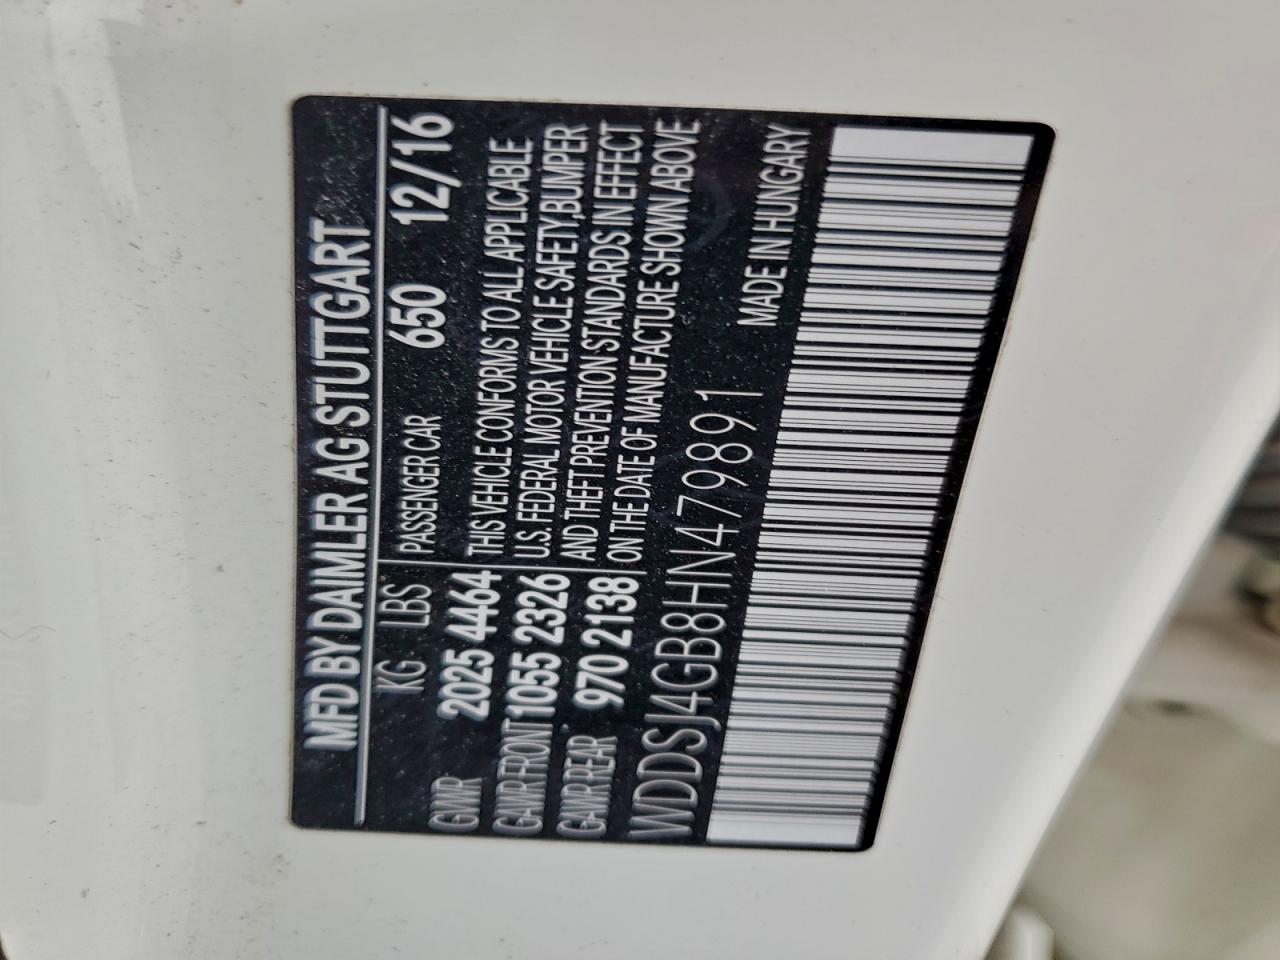 MFD BY DAIMLER AG STUTTGART
KG LBS PASSENGER CAR 650 12/16
GVWR 2025 4464 THIS VEHICLE CONFORMS TO ALL APPLICABLE
GAWR FRONT 1055 2326 U.S. FEDERAL MOTOR VEHICLE SAFETY,BUMPER
GAWR REAR 970 2138 AND THEFT PREVENTION STANDARDS IN EFFECT
ON THE DATE OF MANUFACTURE SHOWN ABOVE
WDDSJ4GB8HN479891 MADE IN HUNGARY